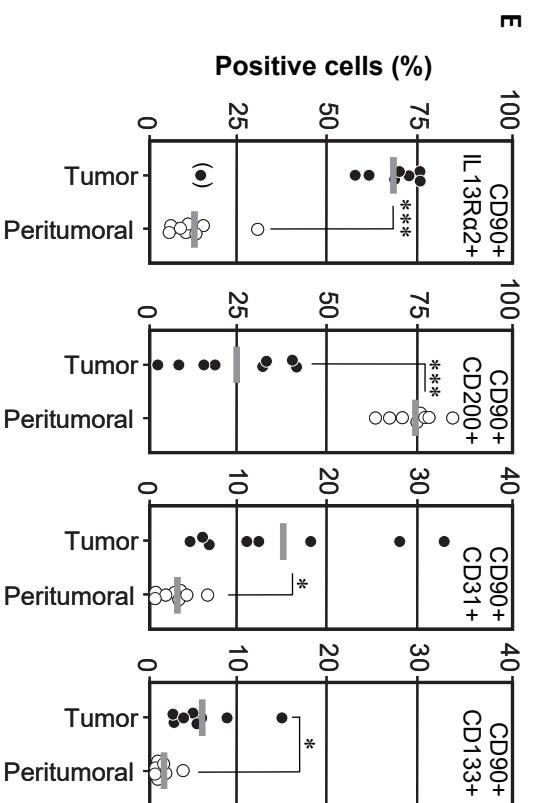 E
Positive cells (%)
100
75
50
25
0
CD90+
IL13Rα2+
***
Tumor
Peritumoral
100
75
50
25
0
CD90+
CD200+
***
Tumor
Peritumoral
40
30
20
10
0
CD90+
CD31+
*
Tumor
Peritumoral
40
30
20
10
0
CD90+
CD133+
*
Tumor
Peritumoral